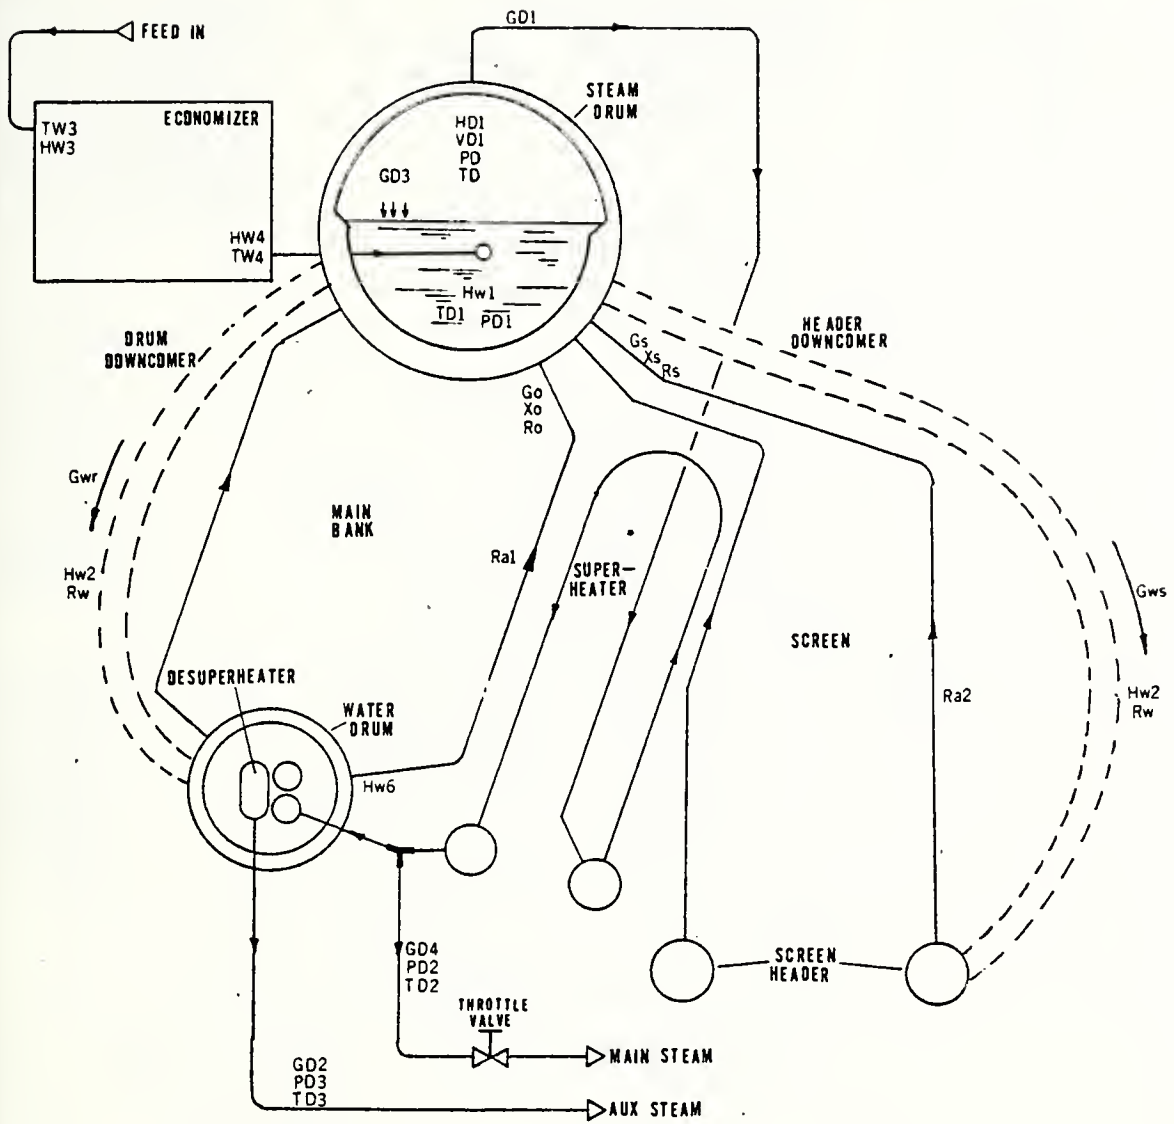 GD1
FEED IN
STEAM
DRUM
ECONOMIZER
TW3
HW3
HD1
VD1
PD
TD
GD3
HW4
TW4
Hw1
TD1
PD1
DRUM
DOWNCOMER
HEADER
DOWNCOMER
Gs
Xs
Rs
Go
Xo
Ro
Gwr
MAIN
BANK
Ra1
SUPER-
HEATER
Hw2
Rw
Gws
SCREEN
DESUPERHEATER
Ra2
Hw2
Rw
WATER
DRUM
Hw6
GD4
PD2
TD2
SCREEN
HEADER
THROTTLE
VALVE
MAIN STEAM
GD2
PD3
TD3
AUX STEAM